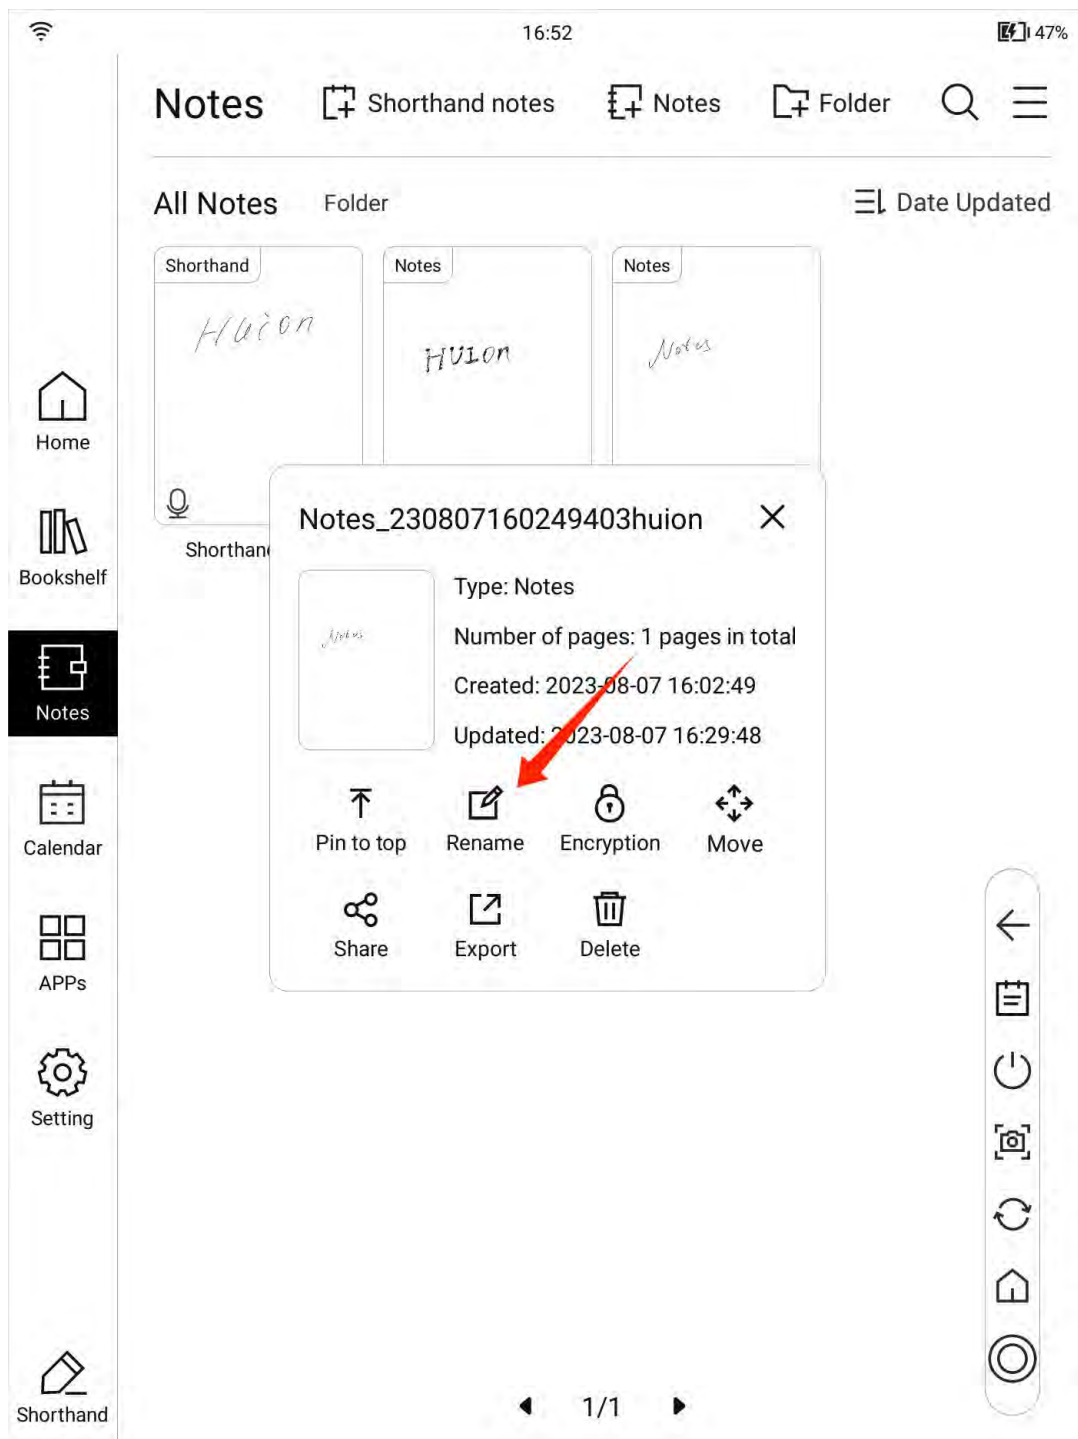 16:52
47%
Notes
Shorthand notes
Notes
Folder
All Notes
Folder
Date Updated
Shorthand
Notes
Notes
Huion
HUIon
Notes
Home
Bookshelf
Notes
Calendar
APPs
Setting
Shorthand
Shorthan
Notes_230807160249403huion
Notes
Type: Notes
Number of pages: 1 pages in total
Created: 2023-08-07 16:02:49
Updated: 2023-08-07 16:29:48
Pin to top
Rename
Encryption
Move
Share
Export
Delete
1/1